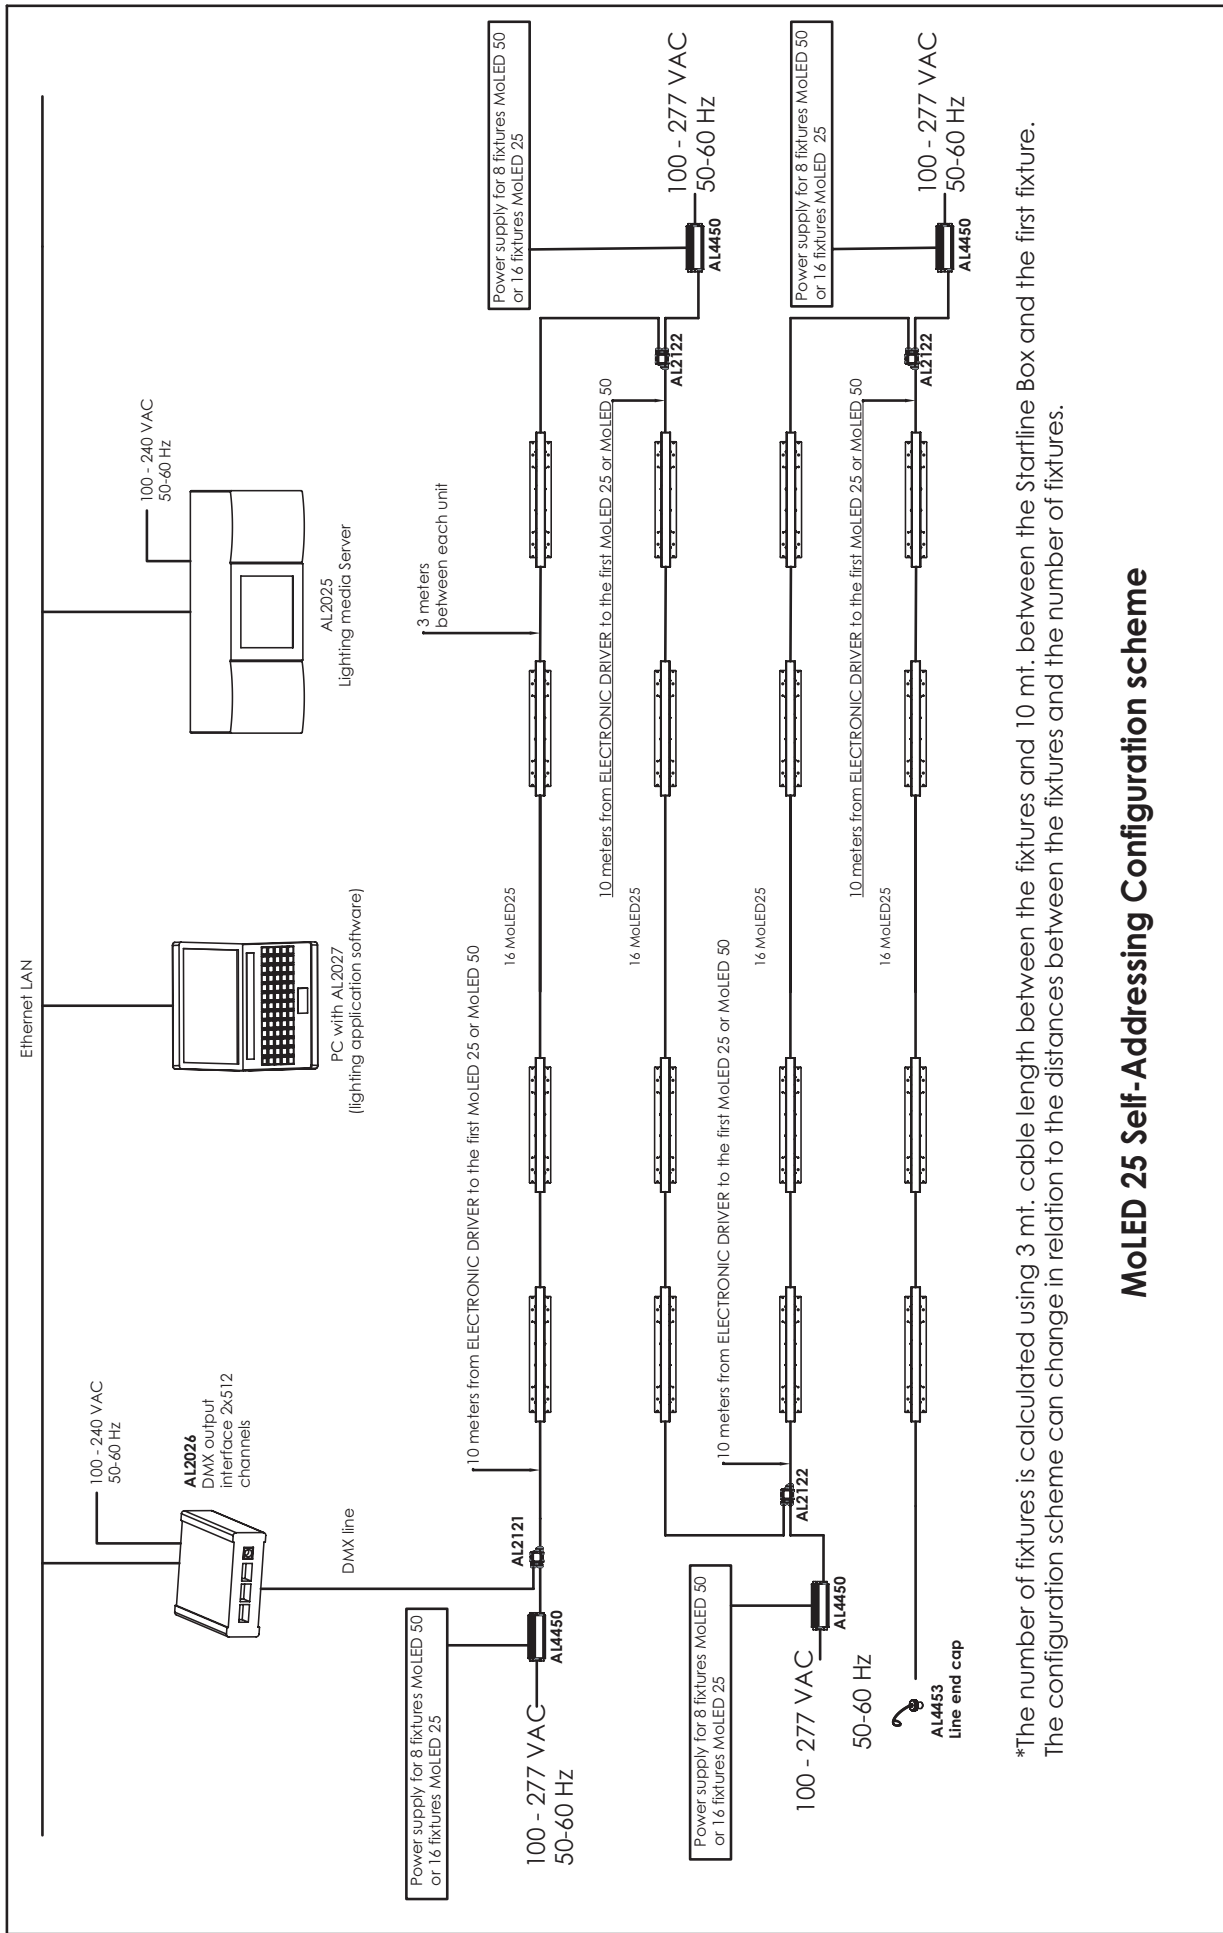 Ethernet LAN
100 - 240 VAC
50-60 Hz
AL2026
DMX output
interface 2x512
channels
DMX line
PC with AL2027
(lighting application software)
100 - 240 VAC
50-60 Hz
AL2025
Lighting media Server
3 meters
between each unit
Power supply for 8 fixtures MoLED 50
or 16 fixtures MoLED 25
100 - 277 VAC
50-60 Hz
AL4450
AL2121
10 meters from ELECTRONIC DRIVER to the first MoLED 25 or MoLED 50
16 MoLED25
Power supply for 8 fixtures MoLED 50
or 16 fixtures MoLED 25
100 - 277 VAC
50-60 Hz
AL4450
AL2122
10 meters from ELECTRONIC DRIVER to the first MoLED 25 or MoLED 50
16 MoLED25
Power supply for 8 fixtures MoLED 50
or 16 fixtures MoLED 25
100 - 277 VAC
50-60 Hz
AL4450
AL2122
10 meters from ELECTRONIC DRIVER to the first MoLED 25 or MoLED 50
16 MoLED25
Power supply for 8 fixtures MoLED 50
or 16 fixtures MoLED 25
100 - 277 VAC
50-60 Hz
AL4450
AL2122
10 meters from ELECTRONIC DRIVER to the first MoLED 25 or MoLED 50
16 MoLED25
AL4453
Line end cap
*The number of fixtures is calculated using 3 mt. cable length between the fixtures and 10 mt. between the Startline Box and the first fixture.
The configuration scheme can change in relation to the distances between the fixtures and the number of fixtures.
MoLED 25 Self-Addressing Configuration scheme